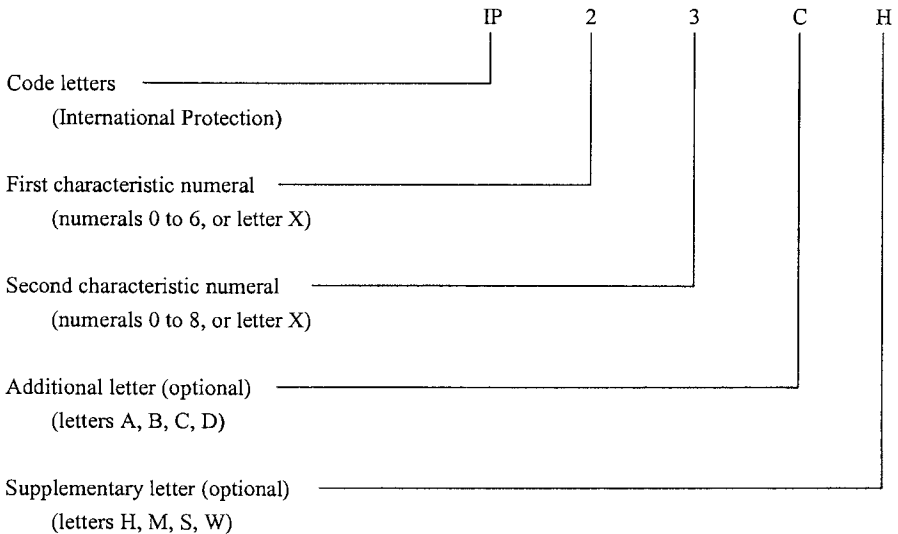 IP 2 3 C H
Code letters
(International Protection)
First characteristic numeral
(numerals 0 to 6, or letter X)
Second characteristic numeral
(numerals 0 to 8, or letter X)
Additional letter (optional)
(letters A, B, C, D)
Supplementary letter (optional)
(letters H, M, S, W)